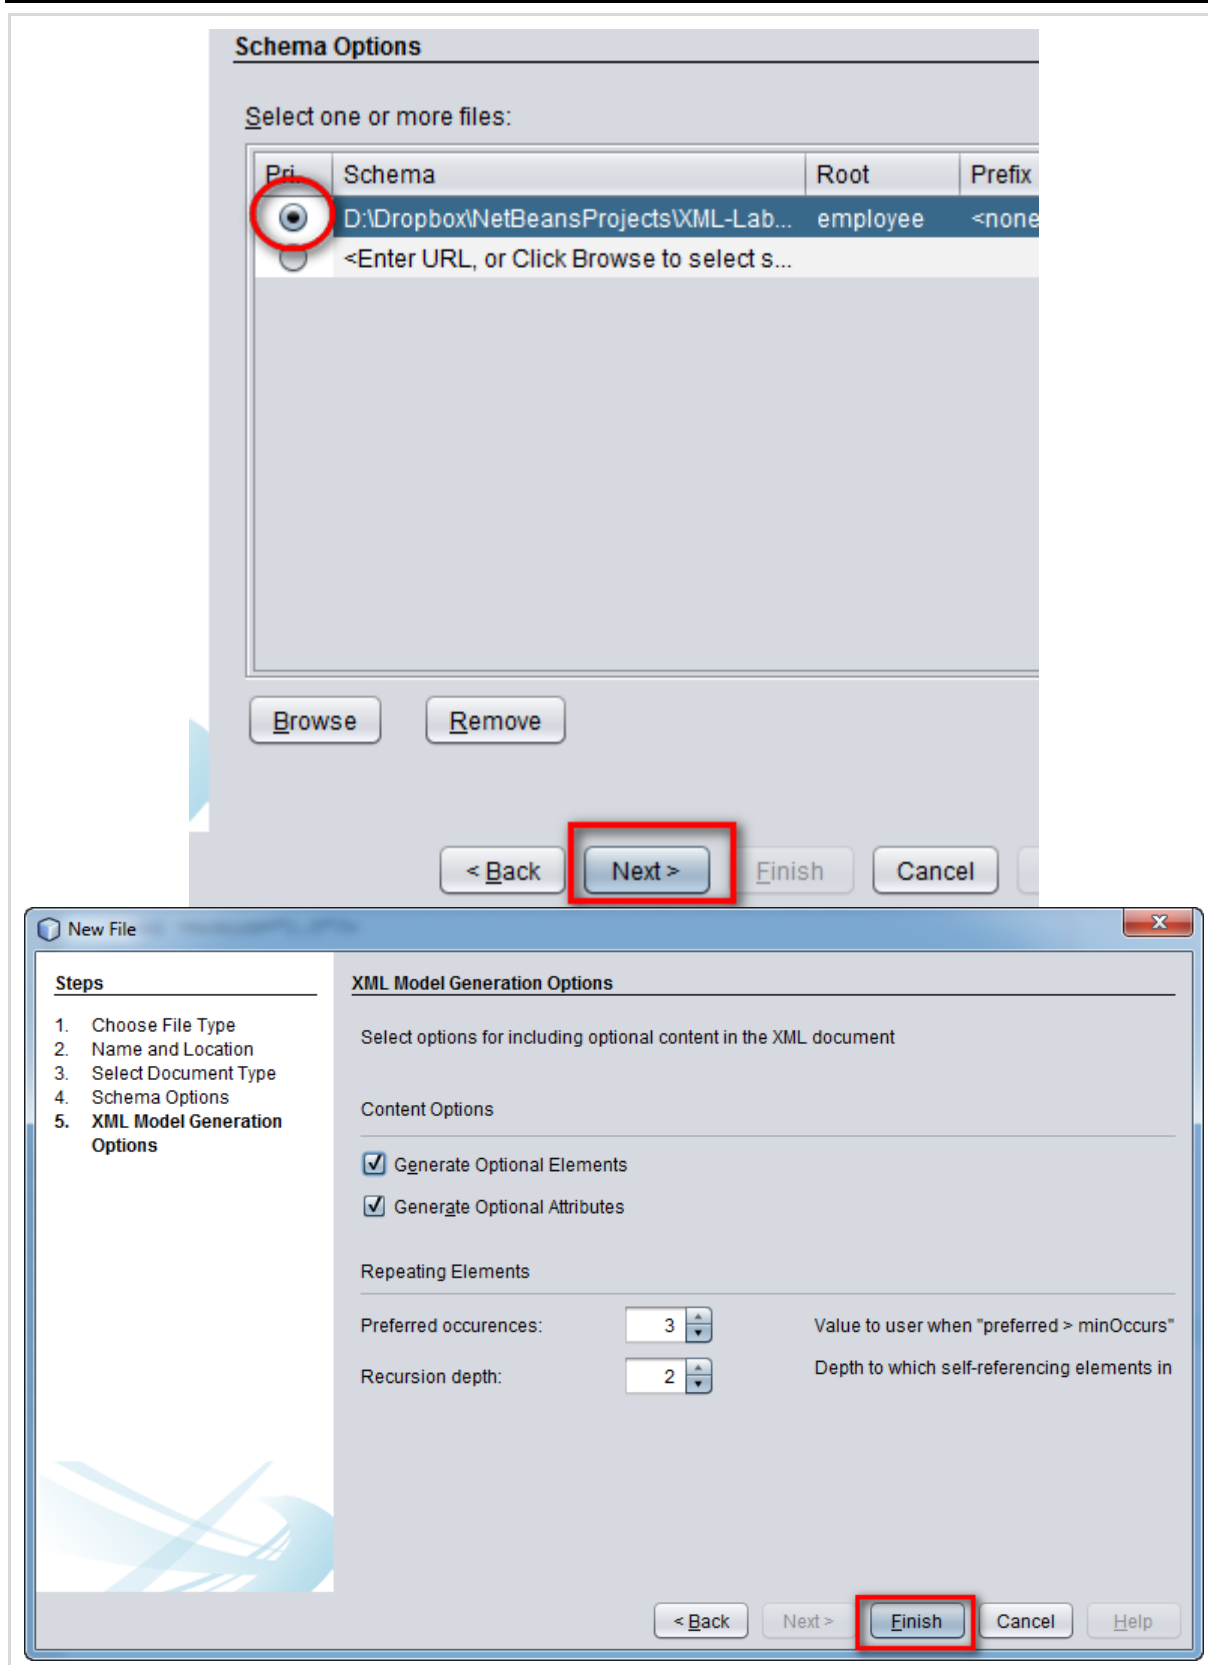 Schema Options
Select one or more files:
Pri... Schema Root Prefix
D:\Dropbox\NetBeansProjects\XML-Lab... employee <none
<Enter URL, or Click Browse to select s...
Browse Remove
< Back Next > Finish Cancel
New File
Steps
1. Choose File Type
2. Name and Location
3. Select Document Type
4. Schema Options
5. XML Model Generation
Options
XML Model Generation Options
Select options for including optional content in the XML document
Content Options
Generate Optional Elements
Generate Optional Attributes
Repeating Elements
Preferred occurences: 3 Value to user when "preferred > minOccurs"
Recursion depth: 2 Depth to which self-referencing elements in
< Back Next > Finish Cancel Help